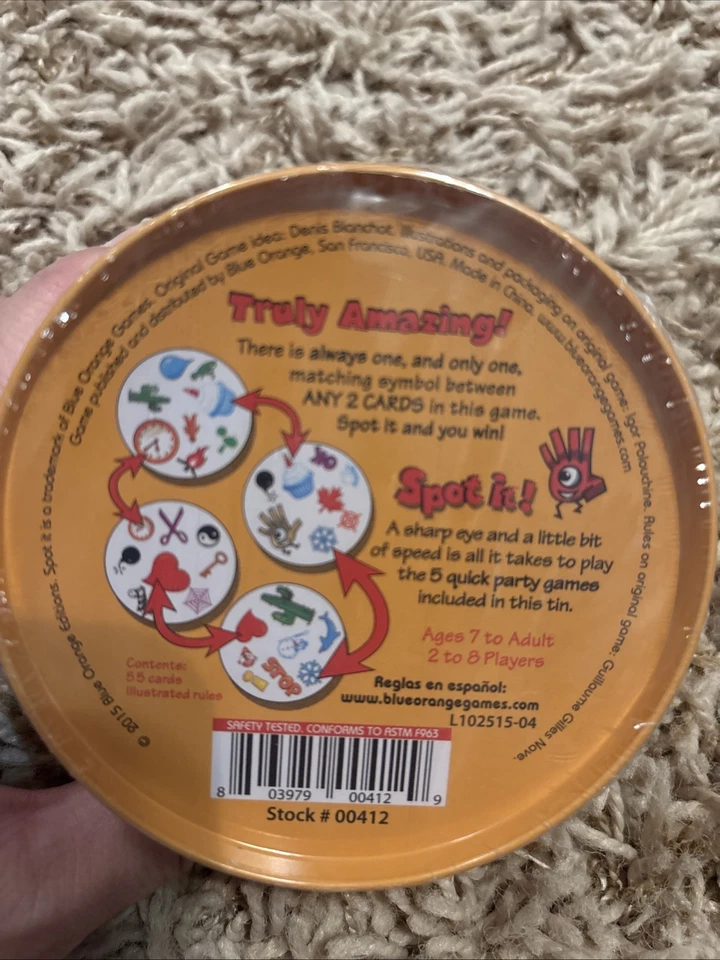 © 2015 Blue Orange Editions. Spot it is a trademark of Blue Orange Games. Original Game idea: Denis Blanchot. Illustrations and packaging on original game: Igor Polouchine. Rules on original game: Guillaume Gilles Nave.
Game published and distributed by Blue Orange, San Francisco, USA. Made in China. www.blueorangegames.com
Truly Amazing!
There is always one, and only one,
matching symbol between
ANY 2 CARDS in this game.
Spot it and you win!
Spot it!
A sharp eye and a little bit
of speed is all it takes to play
the 5 quick party games
included in this tin.
Ages 7 to Adult
2 to 8 Players
STOP
Contents:
55 cards
illustrated rules
Reglas en español:
www.blueorangegames.com
L102515-04
SAFETY TESTED. CONFORMS TO ASTM F963
8 03979 00412 9
Stock # 00412